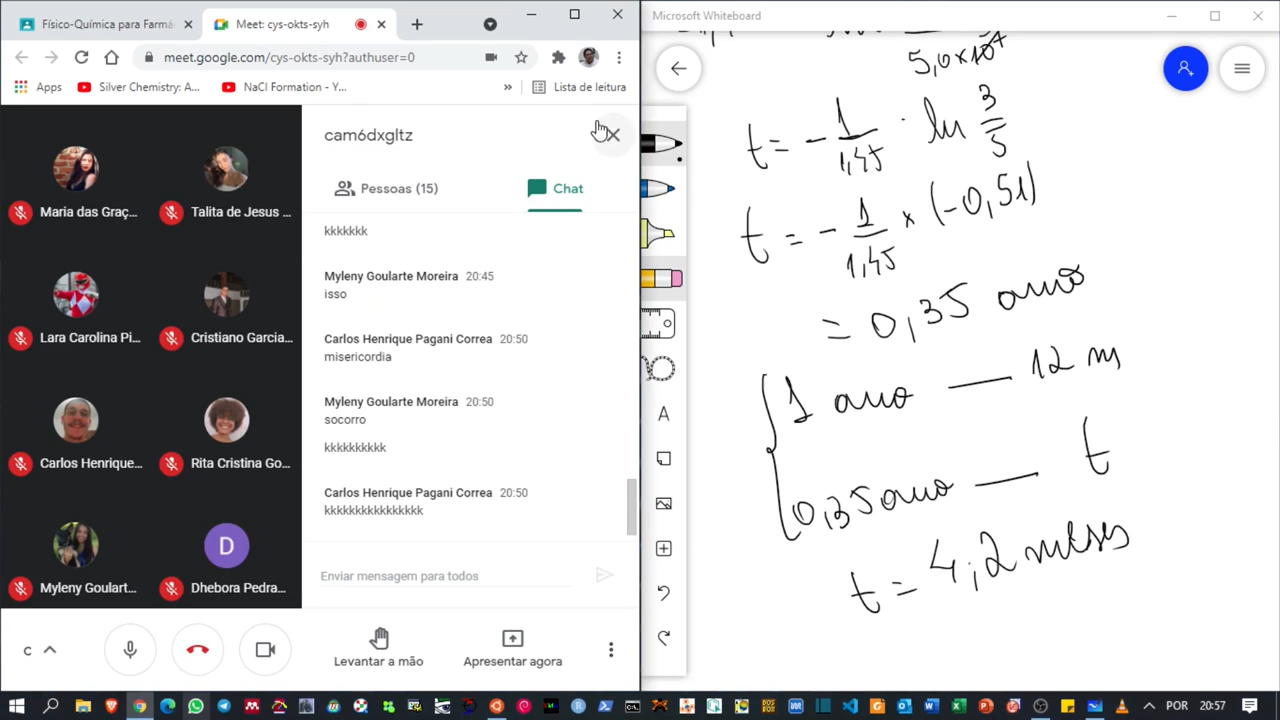 Físico-Química para Farmá
Meet: cys-okts-syh
meet.google.com/cys-okts-syh?authuser=0
Apps
Silver Chemistry: A...
NaCl Formation - Y...
»
Lista de leitura
Maria das Graç...
Talita de Jesus ...
Lara Carolina Pi...
Cristiano Garcia...
Carlos Henrique...
Rita Cristina Go...
Myleny Goulart...
D
Dhebora Pedra...
cam6dxgltz
Pessoas (15)
Chat
kkkkkkk
Myleny Goularte Moreira 20:45
isso
Carlos Henrique Pagani Correa 20:50
misericordia
Myleny Goularte Moreira 20:50
socorro
kkkkkkkkkk
Carlos Henrique Pagani Correa 20:50
kkkkkkkkkkkkkkkk
Enviar mensagem para todos
c
Levantar a mão
Apresentar agora
Microsoft Whiteboard
t = - 1/1,45 · ln 3/5
t = - 1/1,45 × (-0,51)
= 0,35 ano
1 ano — 12 m
0,35 ano — t
t = 4,2 meses
A
POR
20:57